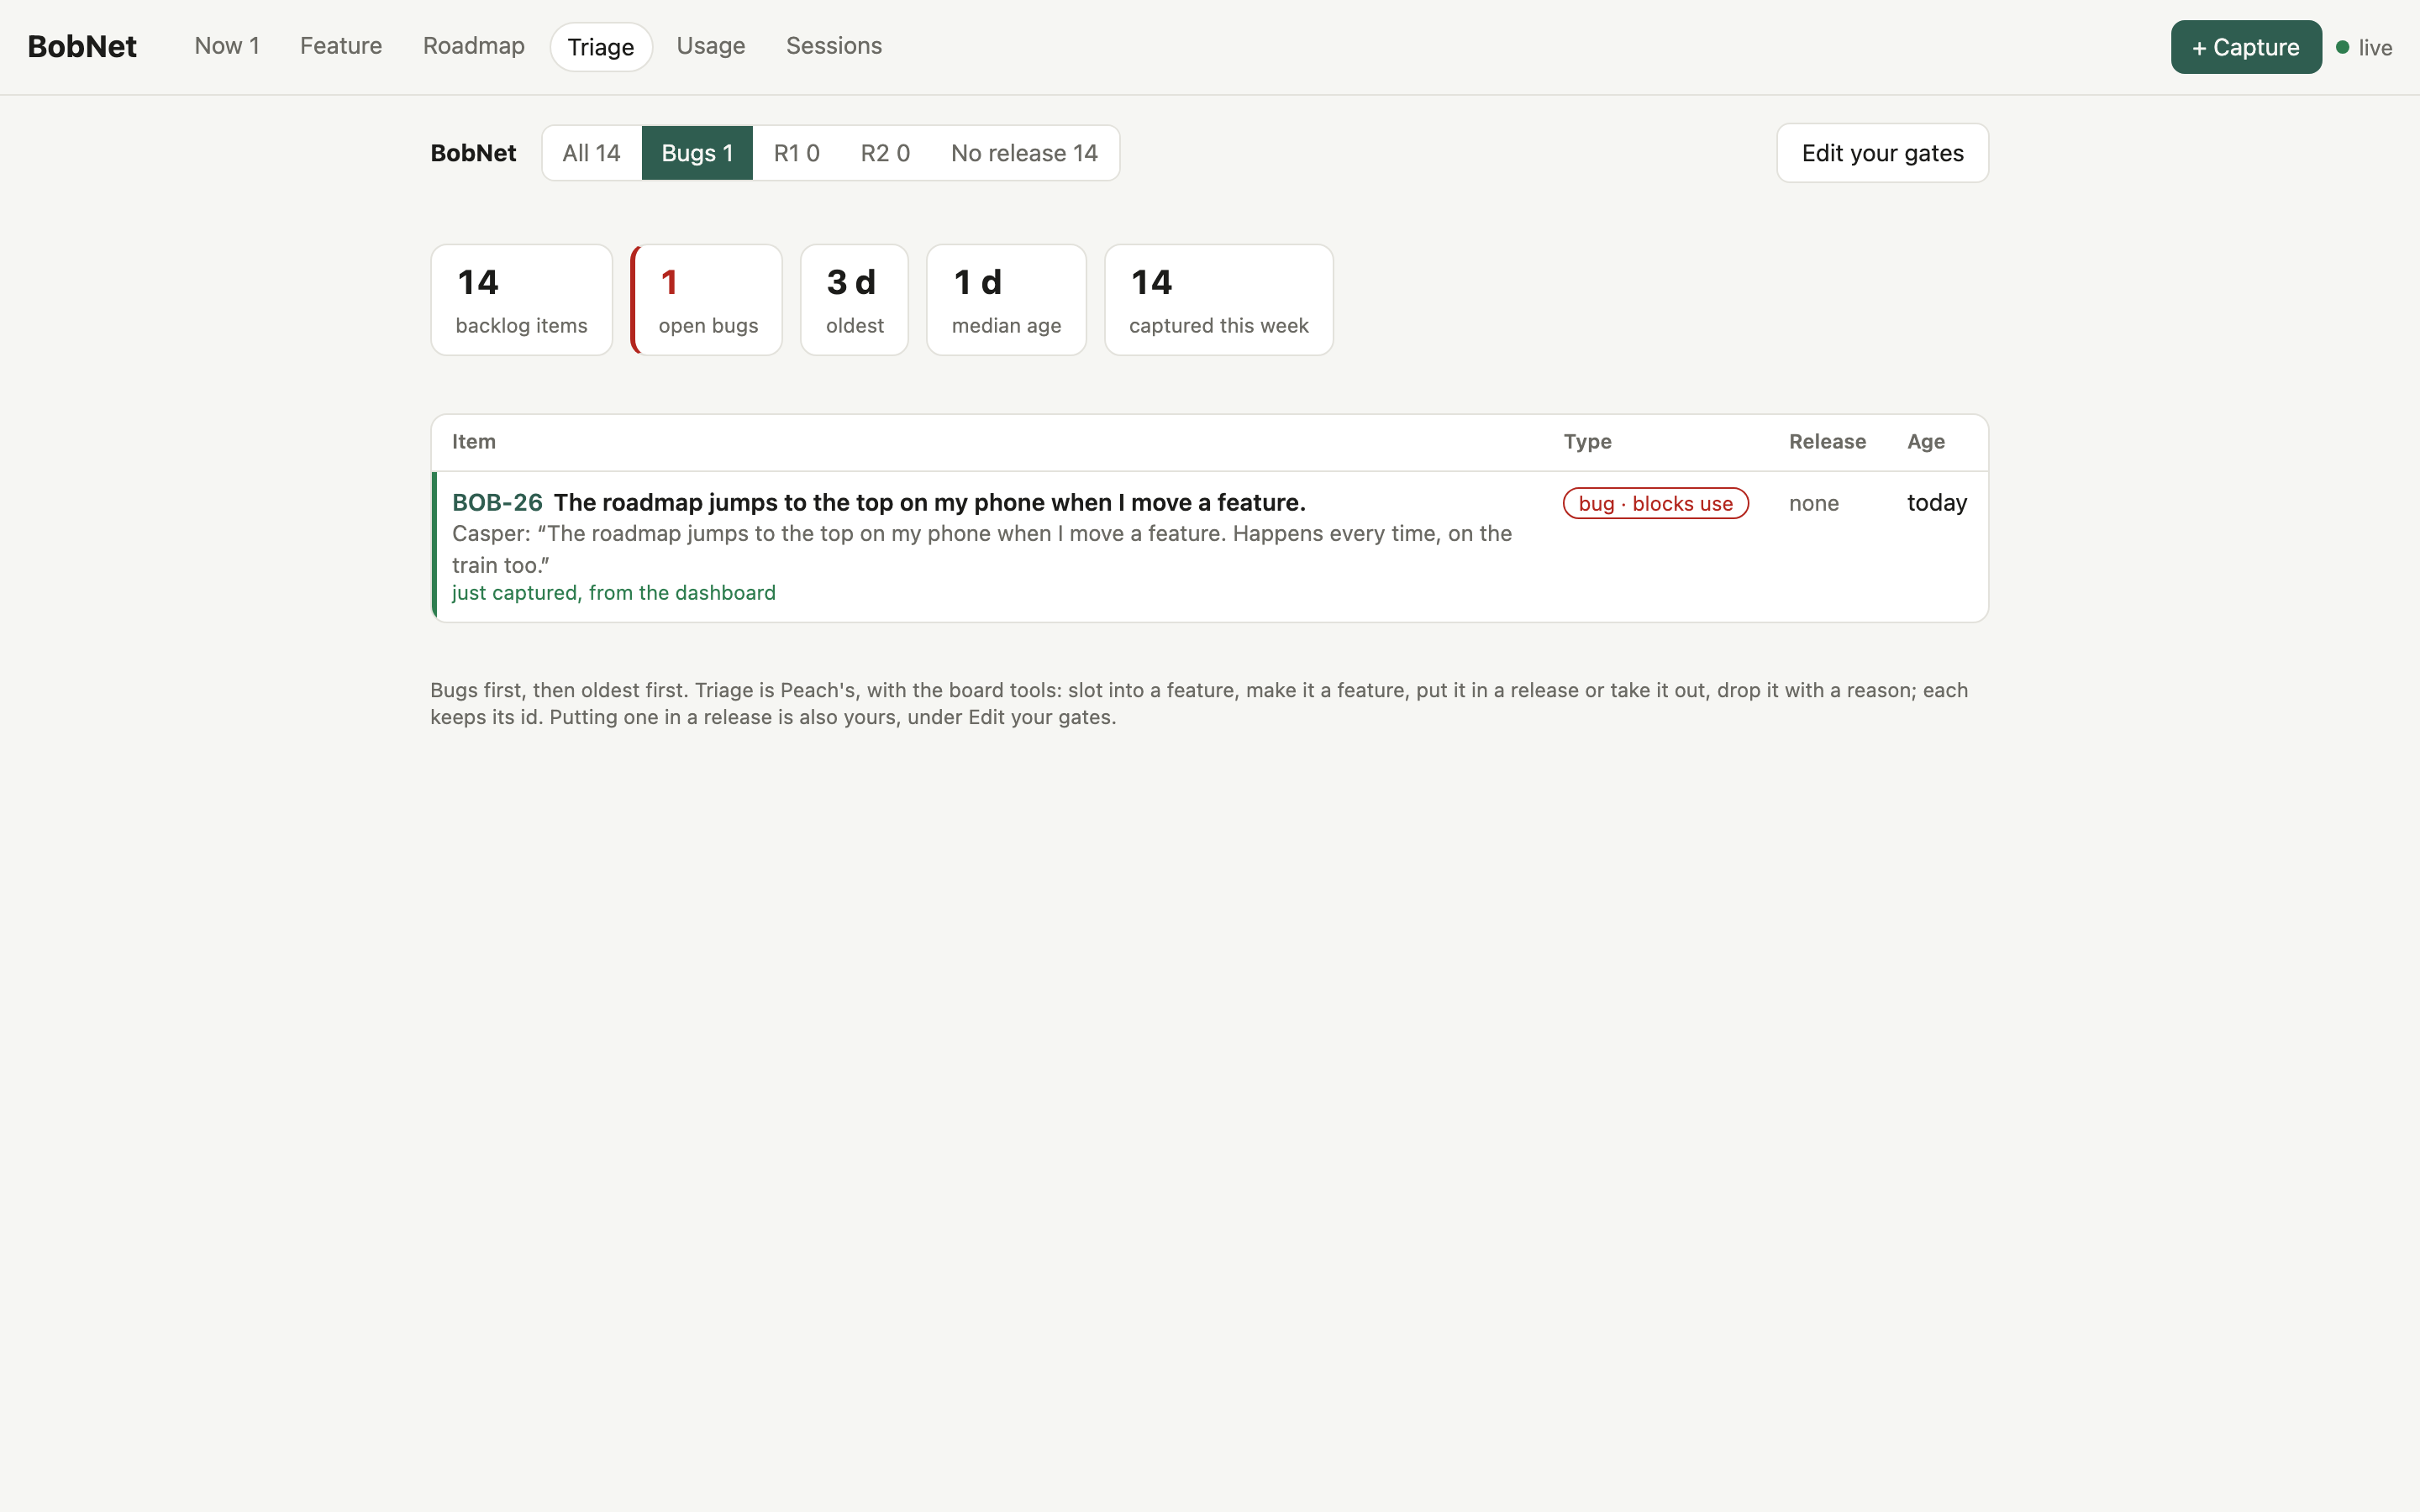 BobNet
Now 1
Feature
Roadmap
Triage
Usage
Sessions
+ Capture
live
BobNet
All 14
Bugs 1
R1 0
R2 0
No release 14
Edit your gates
14
backlog items
1
open bugs
3 d
oldest
1 d
median age
14
captured this week
Item
Type
Release
Age
BOB-26 The roadmap jumps to the top on my phone when I move a feature.
bug · blocks use
none
today
Casper: “The roadmap jumps to the top on my phone when I move a feature. Happens every time, on the
train too.”
just captured, from the dashboard
Bugs first, then oldest first. Triage is Peach's, with the board tools: slot into a feature, make it a feature, put it in a release or take it out, drop it with a reason; each
keeps its id. Putting one in a release is also yours, under Edit your gates.